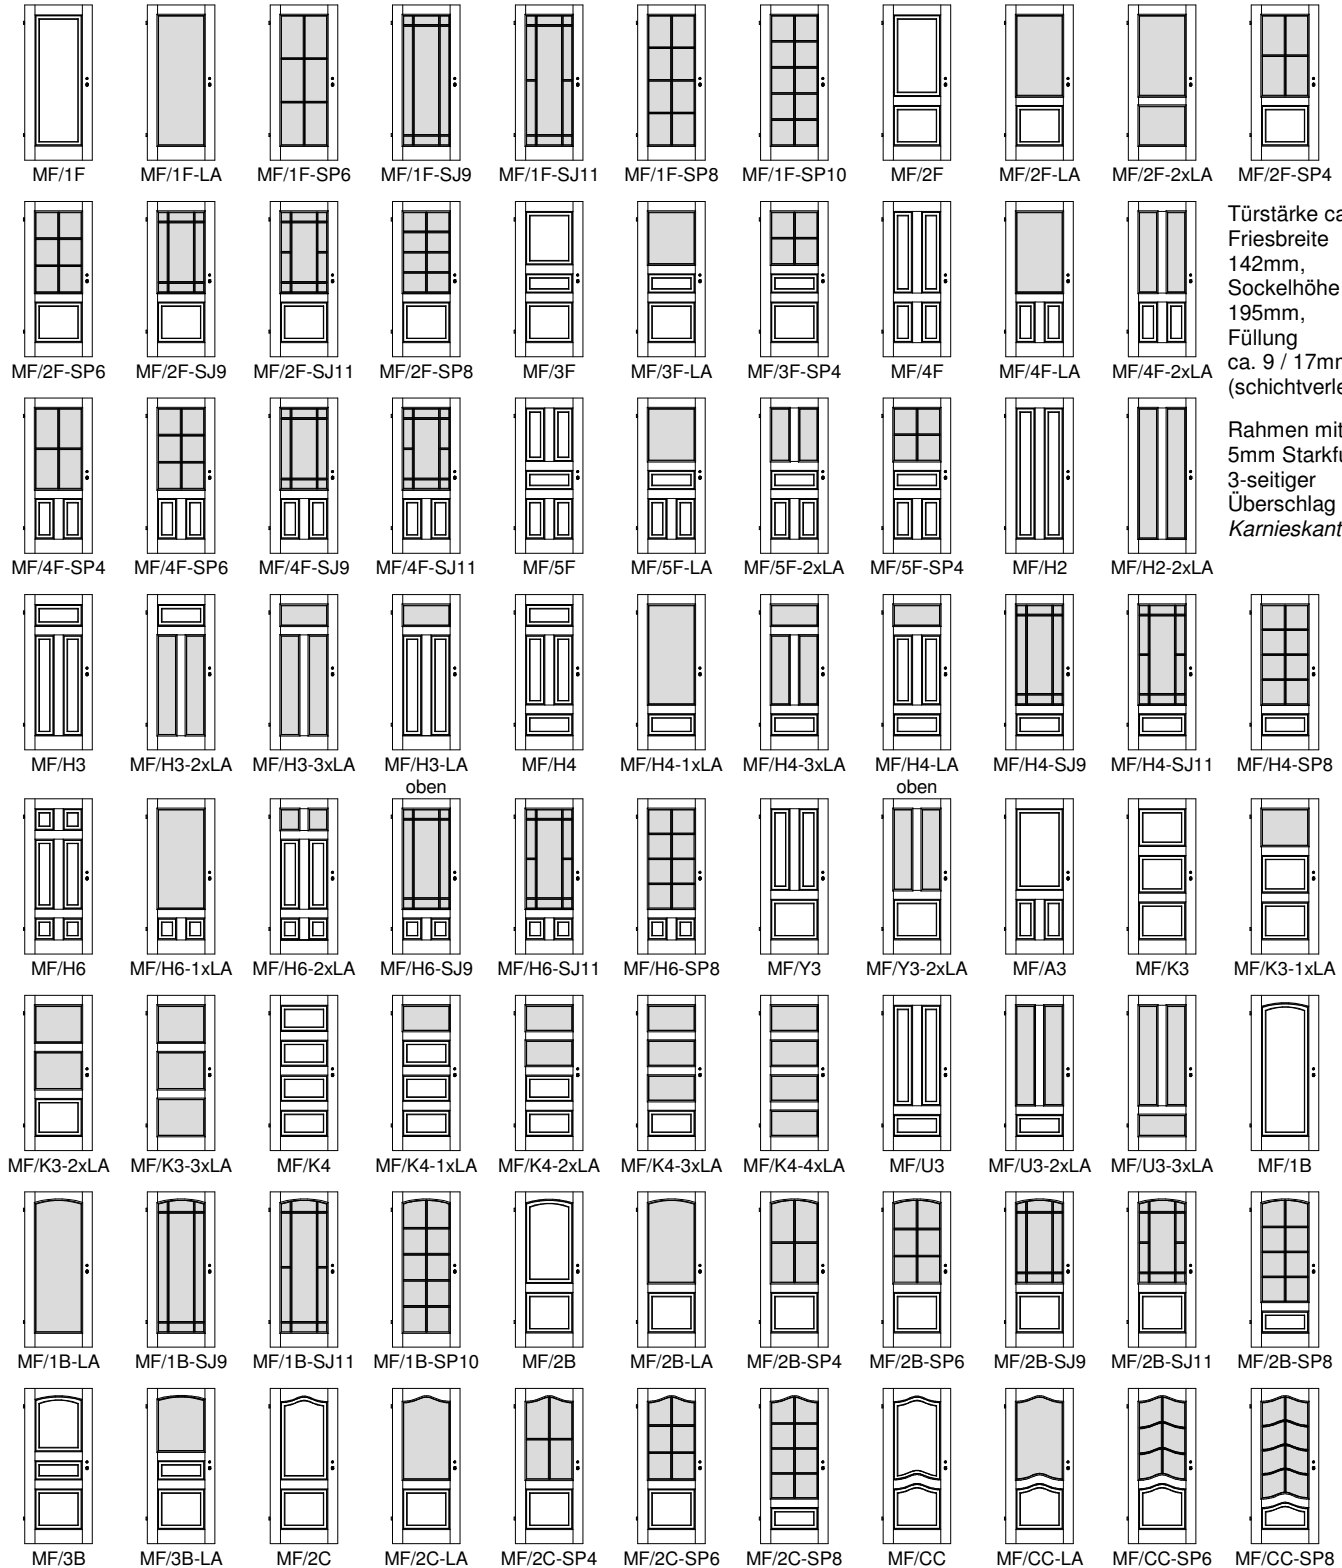 MF/1F MF/1F-LA MF/1F-SP6 MF/1F-SJ9 MF/1F-SJ11 MF/1F-SP8 MF/1F-SP10 MF/2F MF/2F-LA MF/2F-2xLA MF/2F-SP4
Türstärke ca
Friesbreite
142mm,
Sockelhöhe
195mm,
Füllung
ca. 9 / 17mm
(schichtverle
MF/2F-SP6 MF/2F-SJ9 MF/2F-SJ11 MF/2F-SP8 MF/3F MF/3F-LA MF/3F-SP4 MF/4F MF/4F-LA MF/4F-2xLA
Rahmen mit
5mm Starkfu
3-seitiger
Überschlag
Karnieskant
MF/4F-SP4 MF/4F-SP6 MF/4F-SJ9 MF/4F-SJ11 MF/5F MF/5F-LA MF/5F-2xLA MF/5F-SP4 MF/H2 MF/H2-2xLA
MF/H3 MF/H3-2xLA MF/H3-3xLA MF/H3-LA MF/H4 MF/H4-1xLA MF/H4-3xLA MF/H4-LA MF/H4-SJ9 MF/H4-SJ11 MF/H4-SP8
oben oben
MF/H6 MF/H6-1xLA MF/H6-2xLA MF/H6-SJ9 MF/H6-SJ11 MF/H6-SP8 MF/Y3 MF/Y3-2xLA MF/A3 MF/K3 MF/K3-1xLA
MF/K3-2xLA MF/K3-3xLA MF/K4 MF/K4-1xLA MF/K4-2xLA MF/K4-3xLA MF/K4-4xLA MF/U3 MF/U3-2xLA MF/U3-3xLA MF/1B
MF/1B-LA MF/1B-SJ9 MF/1B-SJ11 MF/1B-SP10 MF/2B MF/2B-LA MF/2B-SP4 MF/2B-SP6 MF/2B-SJ9 MF/2B-SJ11 MF/2B-SP8
MF/3B MF/3B-LA MF/2C MF/2C-LA MF/2C-SP4 MF/2C-SP6 MF/2C-SP8 MF/CC MF/CC-LA MF/CC-SP6 MF/CC-SP8